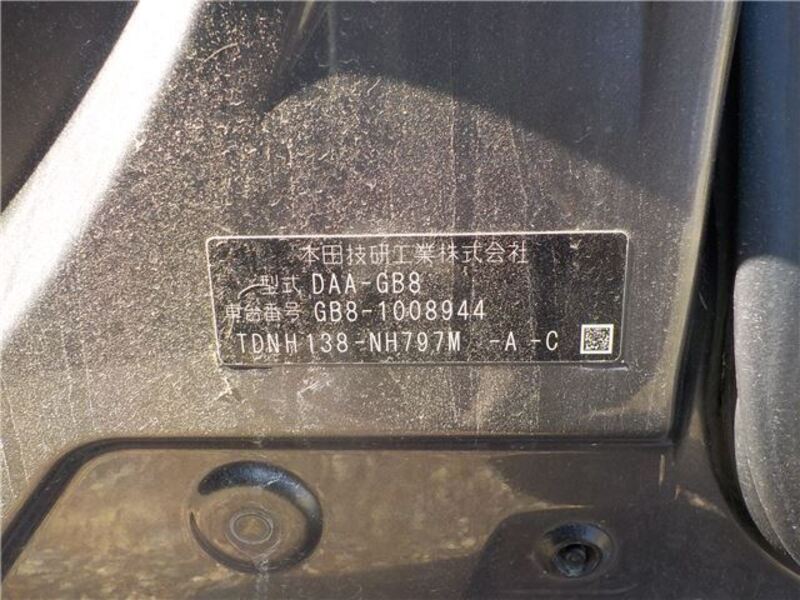 本田技研工業株式会社
型式 DAA-GB8
車台番号 GB8-1008944
TDNH138-NH797M -A -C